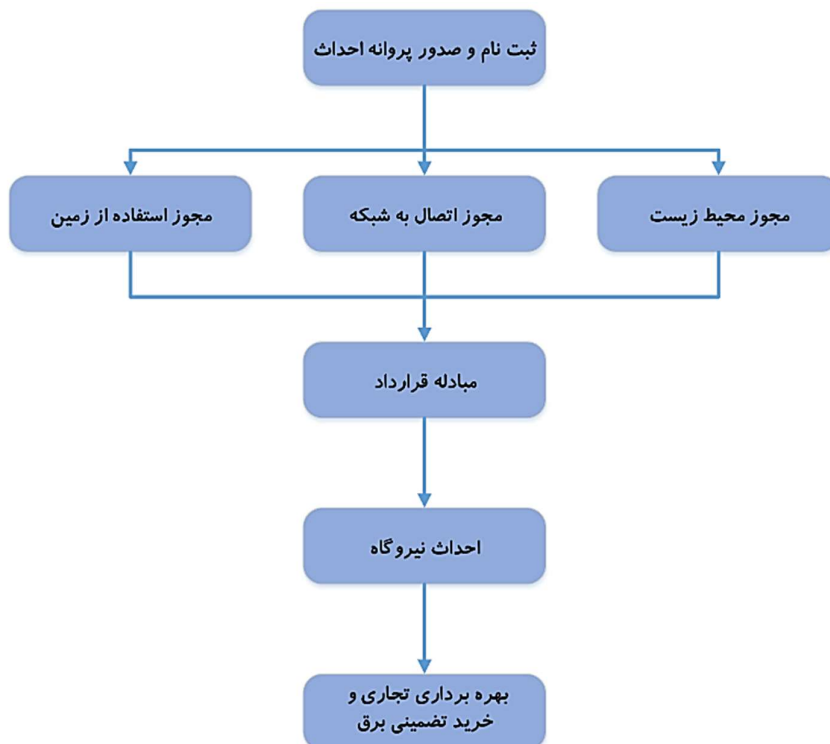 ثبت نام و صدور پروانه احداث
مجوز محیط زیست
مجوز اتصال به شبکه
مجوز استفاده از زمین
مبادله قرارداد
احداث نیروگاه
بهره برداری تجاری و
خرید تضمینی برق